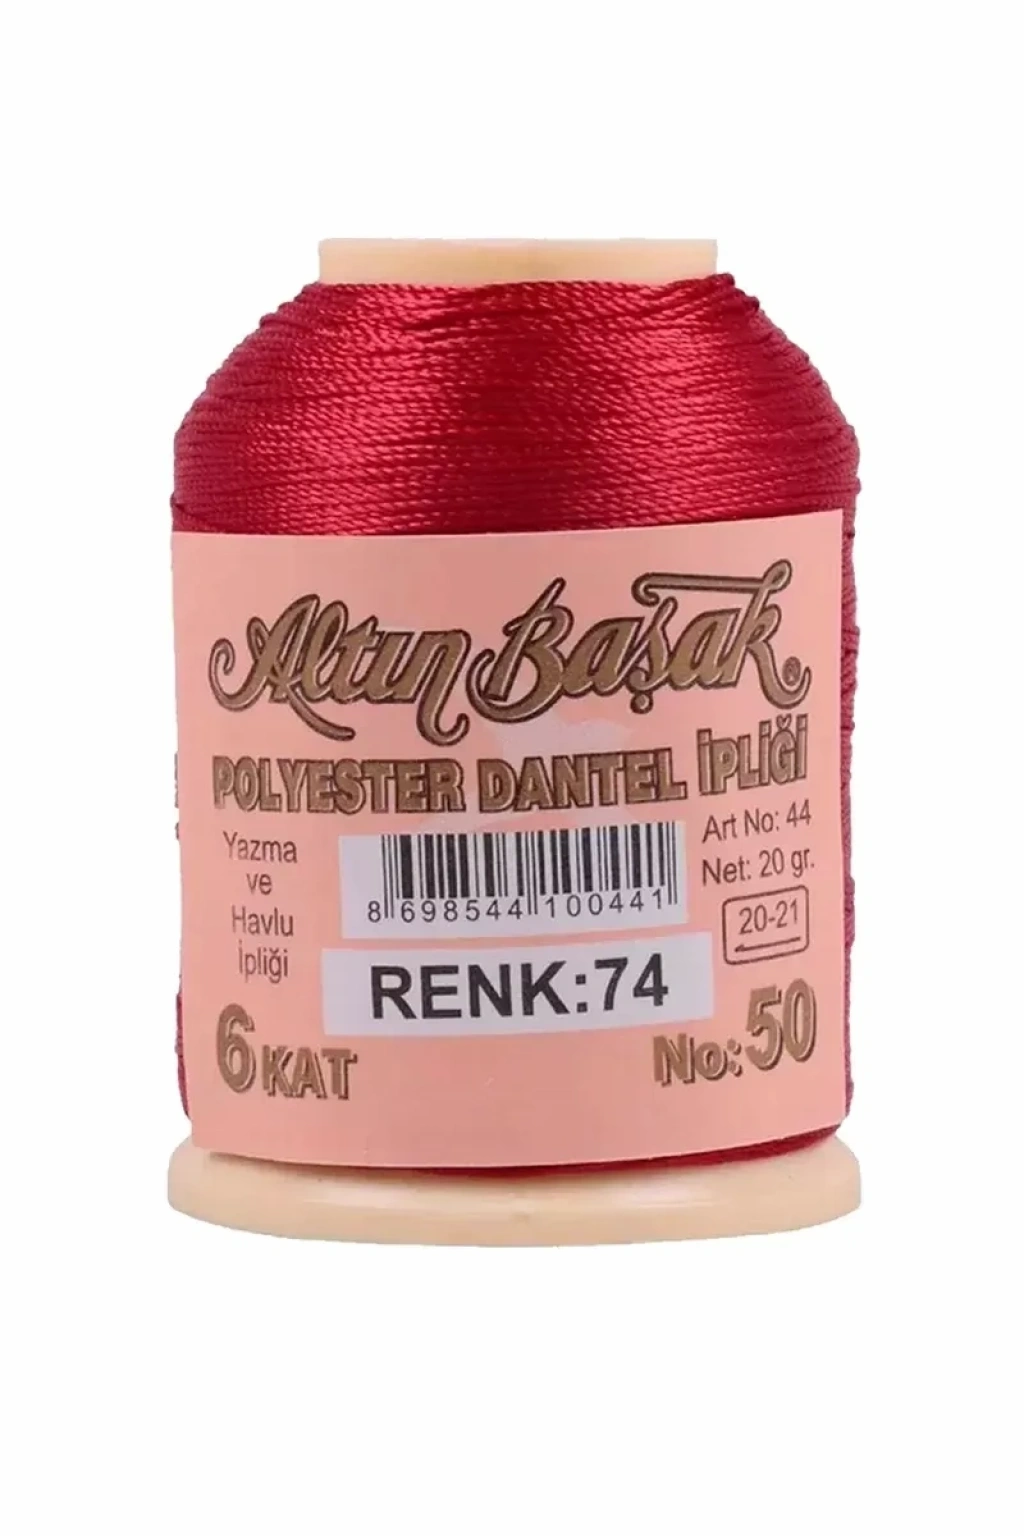 Altın Başak®
POLYESTER DANTEL İPLİĞİ
Yazma
ve
Havlu
İpliği
8 698544 100441
Art No: 44
Net: 20 gr.
20-21
RENK:74
6 KAT
No: 50